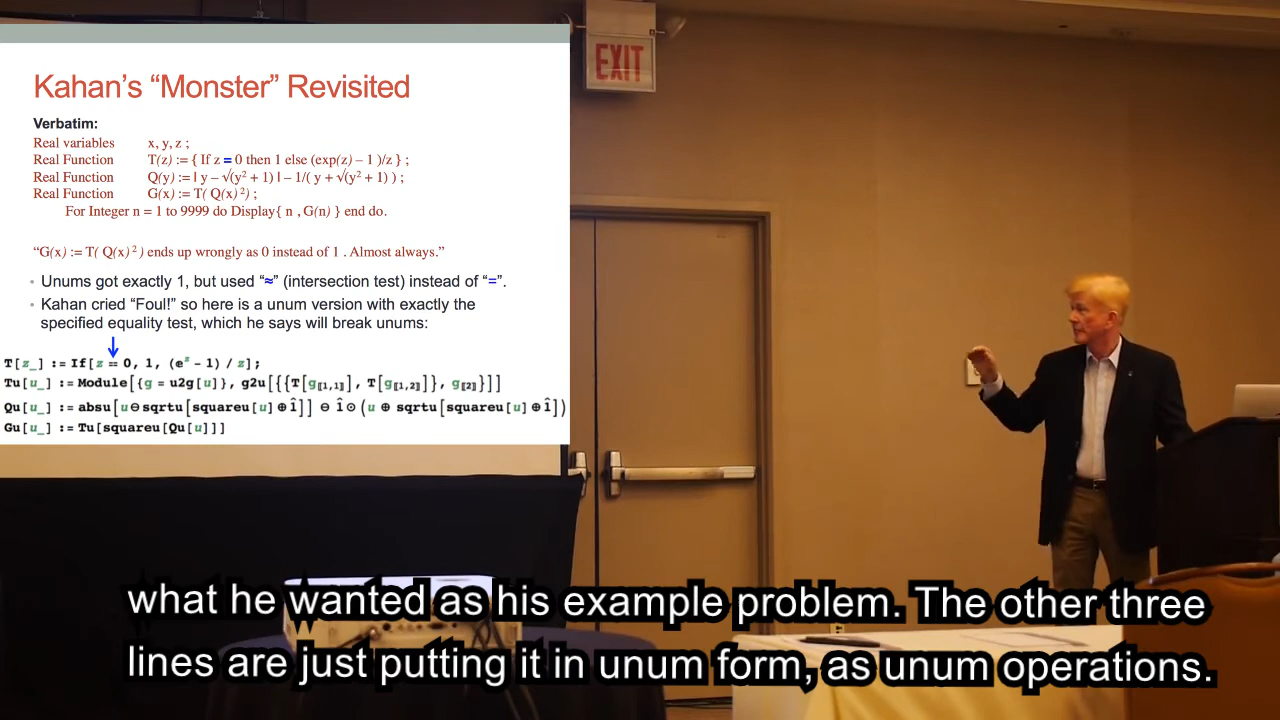 EXIT
Kahan's “Monster” Revisited
Verbatim:
Real variables x, y, z ;
Real Function T(z) := { If z = 0 then 1 else (exp(z) – 1 )/z } ;
Real Function Q(y) := | y – √(y² + 1) | – 1/( y + √(y² + 1) ) ;
Real Function G(x) := T( Q(x)² ) ;
For Integer n = 1 to 9999 do Display{ n , G(n) } end do.
“G(x) := T( Q(x)² ) ends up wrongly as 0 instead of 1 . Almost always.”
• Unums got exactly 1, but used “≈” (intersection test) instead of “=”.
• Kahan cried “Foul!” so here is a unum version with exactly the
specified equality test, which he says will break unums:
T[z_] := If[z == 0, 1, (eᶻ - 1) / z];
Tu[u_] := Module[{g = u2g[u]}, g2u[{{T[g⟦1,1⟧], T[g⟦1,2⟧]}, g⟦2⟧}]]
Qu[u_] := absu[u ⊖ sqrtu[squareu[u] ⊕ 1̂]] ⊖ 1̂ ⊙ (u ⊕ sqrtu[squareu[u] ⊕ 1̂])
Gu[u_] := Tu[squareu[Qu[u]]]
what he wanted as his example problem. The other three
lines are just putting it in unum form, as unum operations.